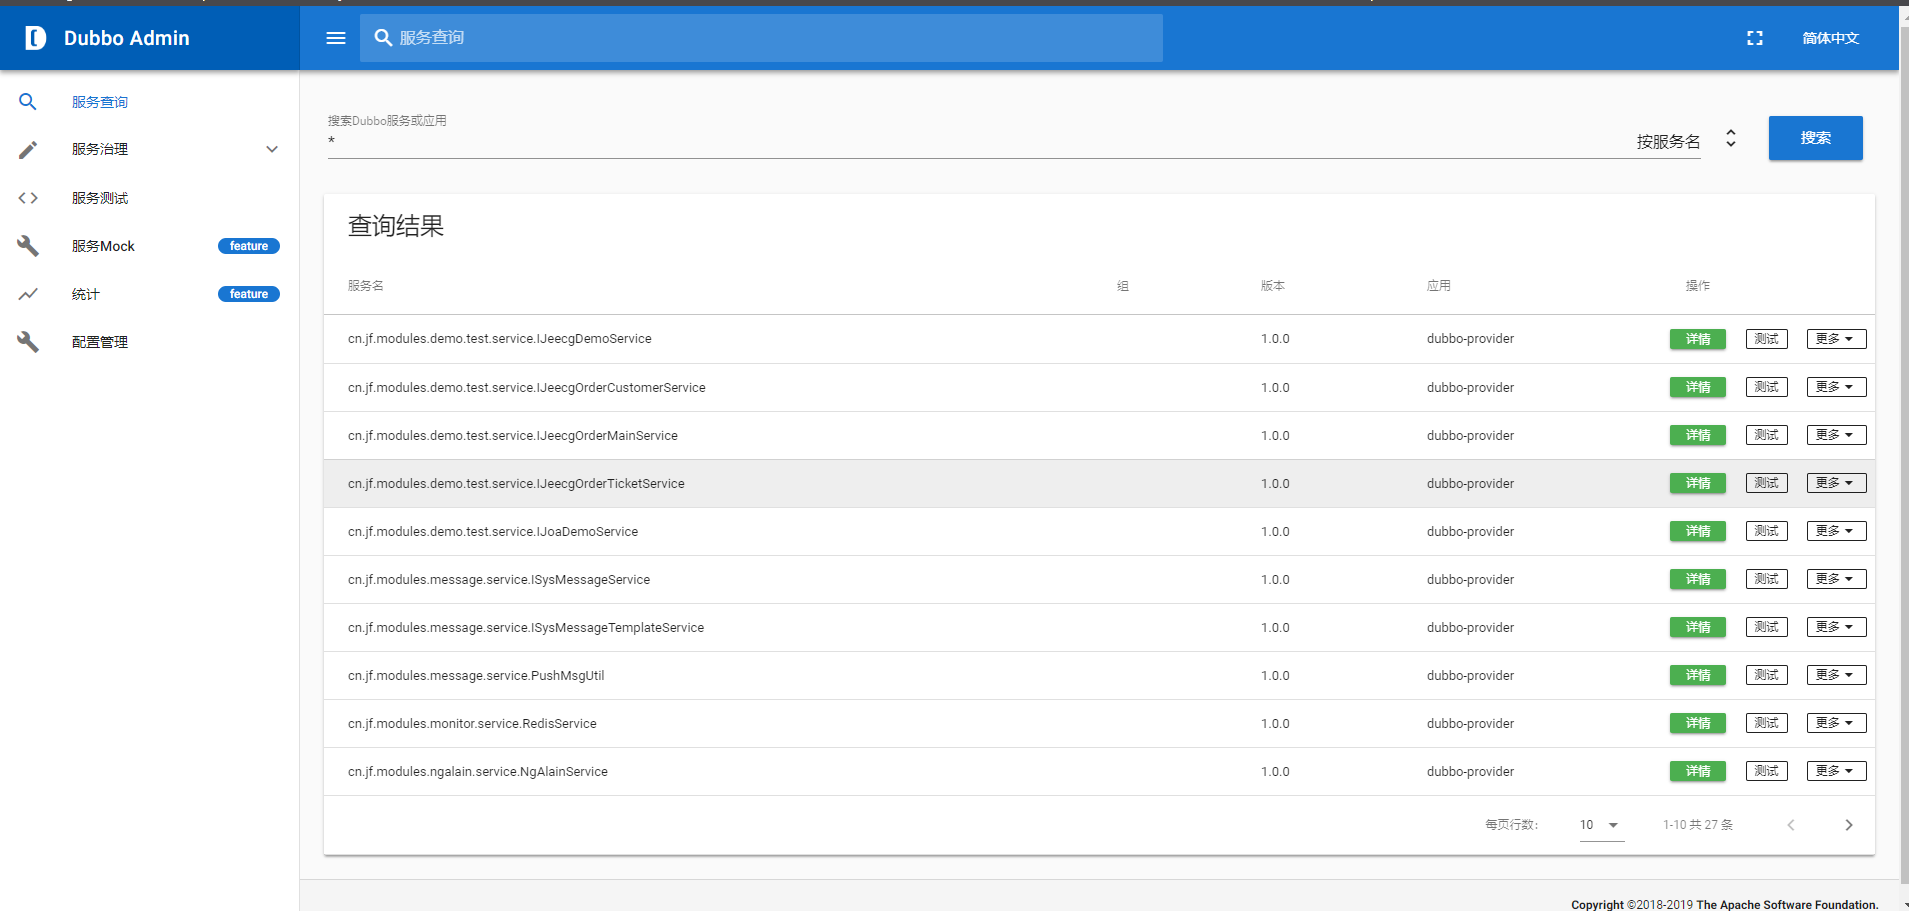 Dubbo Admin
服务查询
简体中文
服务查询
服务治理
服务测试
服务Mock feature
统计 feature
配置管理
搜索Dubbo服务或应用
* 按服务名 搜索
查询结果
服务名 组 版本 应用 操作
cn.jf.modules.demo.test.service.IJeecgDemoService 1.0.0 dubbo-provider 详情 测试 更多
cn.jf.modules.demo.test.service.IJeecgOrderCustomerService 1.0.0 dubbo-provider 详情 测试 更多
cn.jf.modules.demo.test.service.IJeecgOrderMainService 1.0.0 dubbo-provider 详情 测试 更多
cn.jf.modules.demo.test.service.IJeecgOrderTicketService 1.0.0 dubbo-provider 详情 测试 更多
cn.jf.modules.demo.test.service.IJoaDemoService 1.0.0 dubbo-provider 详情 测试 更多
cn.jf.modules.message.service.ISysMessageService 1.0.0 dubbo-provider 详情 测试 更多
cn.jf.modules.message.service.ISysMessageTemplateService 1.0.0 dubbo-provider 详情 测试 更多
cn.jf.modules.message.service.PushMsgUtil 1.0.0 dubbo-provider 详情 测试 更多
cn.jf.modules.monitor.service.RedisService 1.0.0 dubbo-provider 详情 测试 更多
cn.jf.modules.ngalain.service.NgAlainService 1.0.0 dubbo-provider 详情 测试 更多
每页行数: 10 1-10 共 27 条
Copyright ©2018-2019 The Apache Software Foundation.